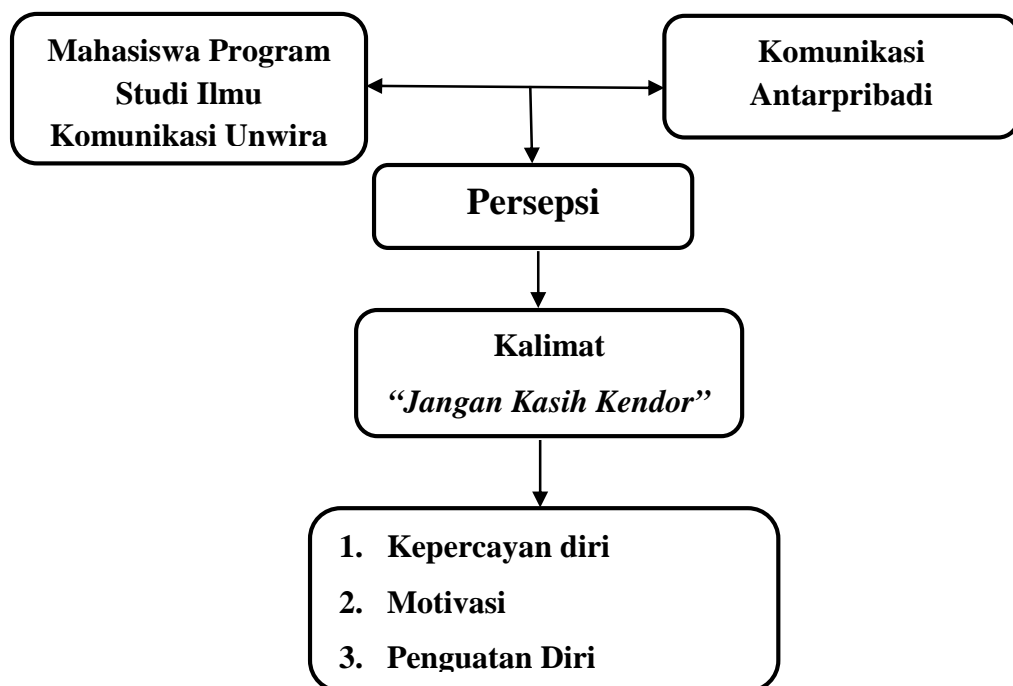 Mahasiswa Program
Studi Ilmu
Komunikasi Unwira
Komunikasi
Antarpribadi
Persepsi
Kalimat
“Jangan Kasih Kendor”
1. Kepercayan diri
2. Motivasi
3. Penguatan Diri